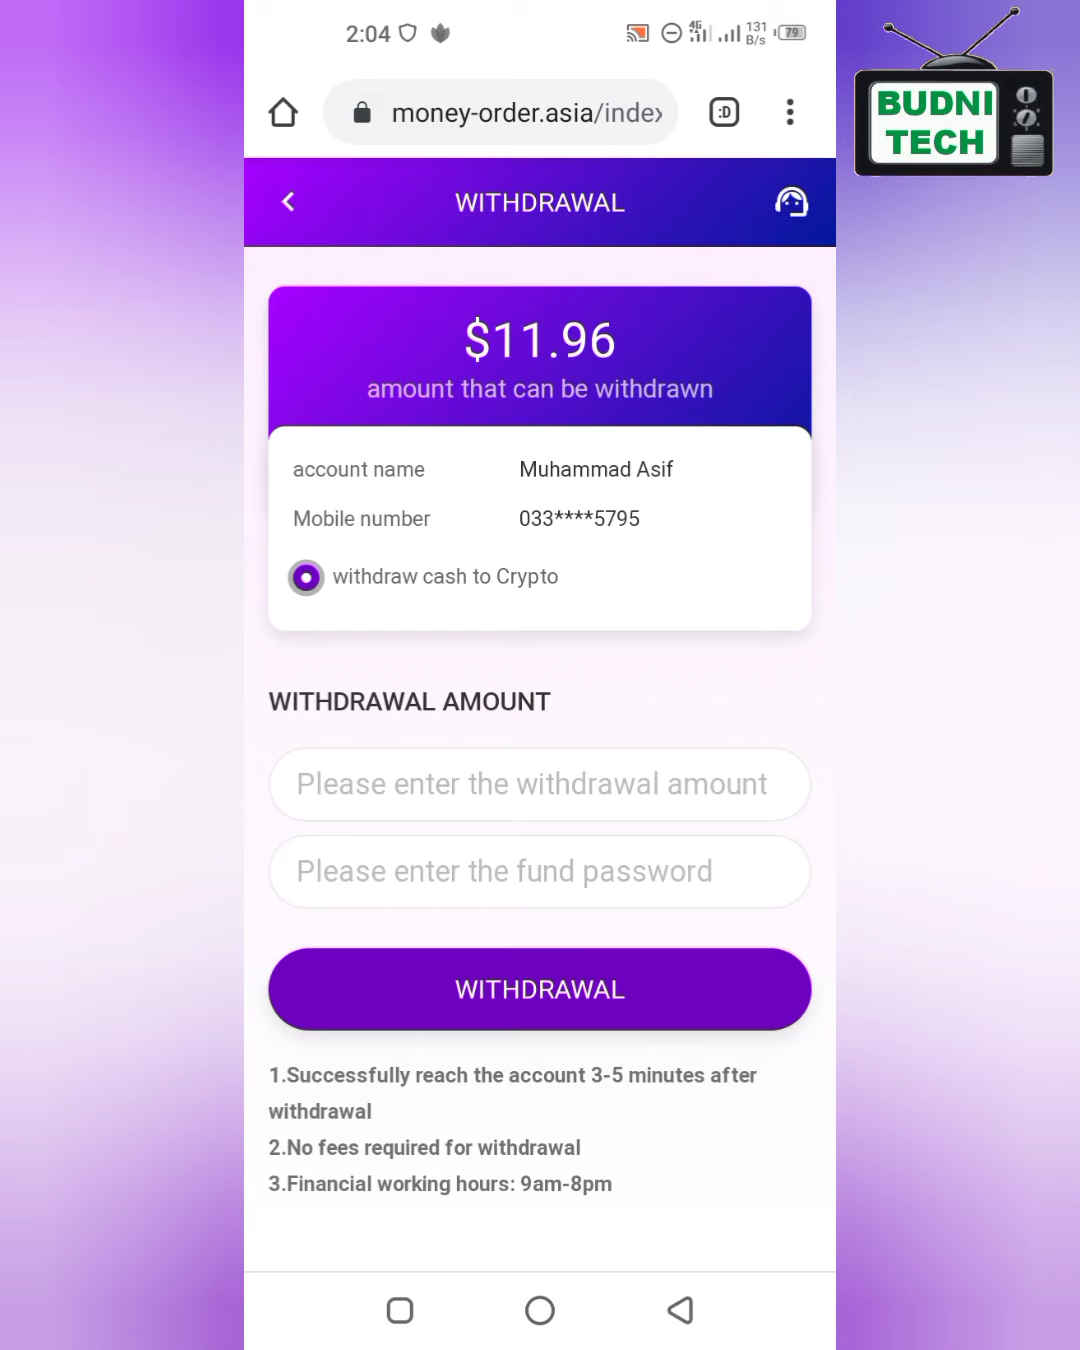 2:04
4G
131
B/s
79
BUDNI
TECH
money-order.asia/index
:D
WITHDRAWAL
$11.96
amount that can be withdrawn
account name Muhammad Asif
Mobile number 033****5795
withdraw cash to Crypto
WITHDRAWAL AMOUNT
Please enter the withdrawal amount
Please enter the fund password
WITHDRAWAL
1.Successfully reach the account 3-5 minutes after
withdrawal
2.No fees required for withdrawal
3.Financial working hours: 9am-8pm